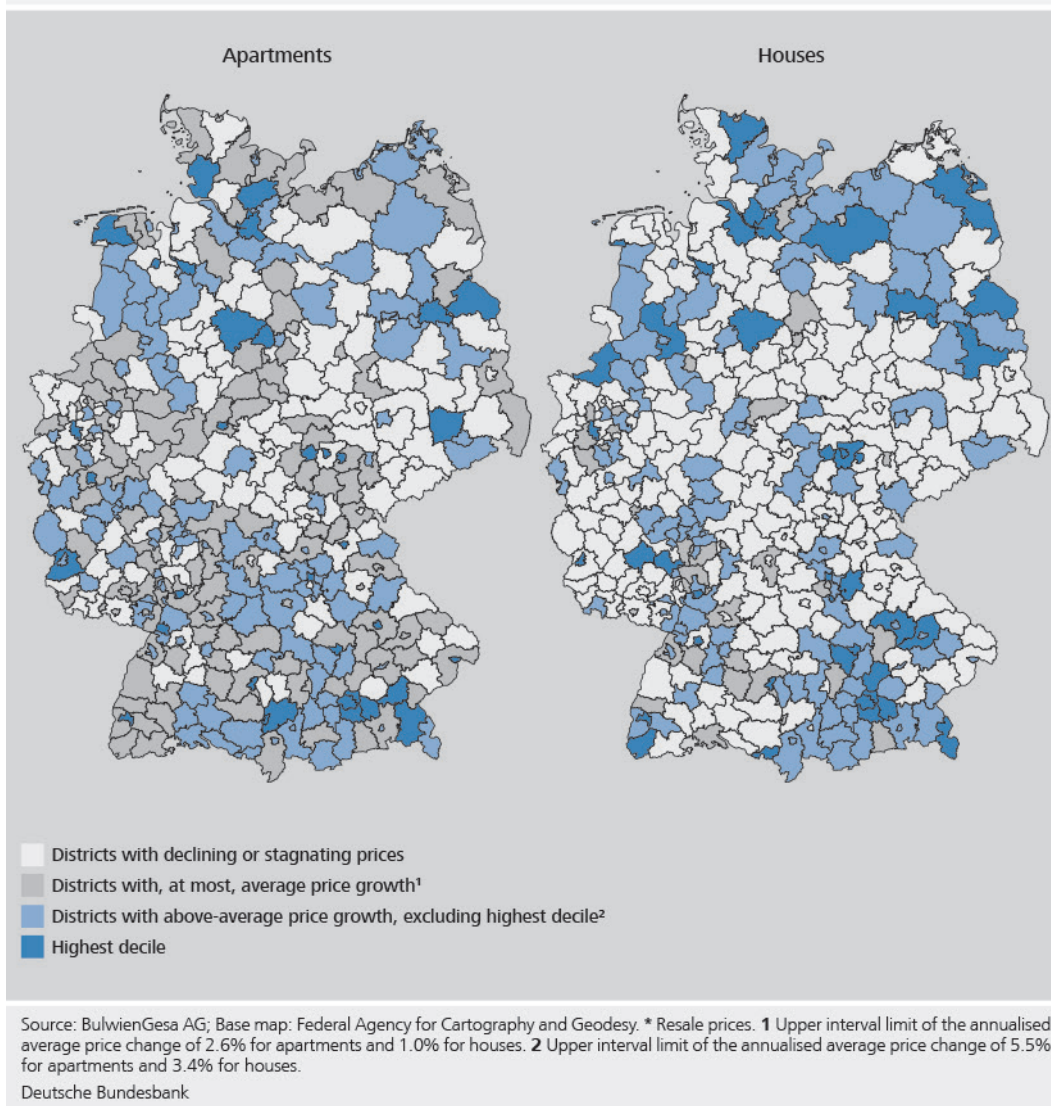 Apartments
Houses
Districts with declining or stagnating prices
Districts with, at most, average price growth¹
Districts with above-average price growth, excluding highest decile²
Highest decile
Source: BulwienGesa AG; Base map: Federal Agency for Cartography and Geodesy. * Resale prices. 1 Upper interval limit of the annualised
average price change of 2.6% for apartments and 1.0% for houses. 2 Upper interval limit of the annualised average price change of 5.5%
for apartments and 3.4% for houses.
Deutsche Bundesbank